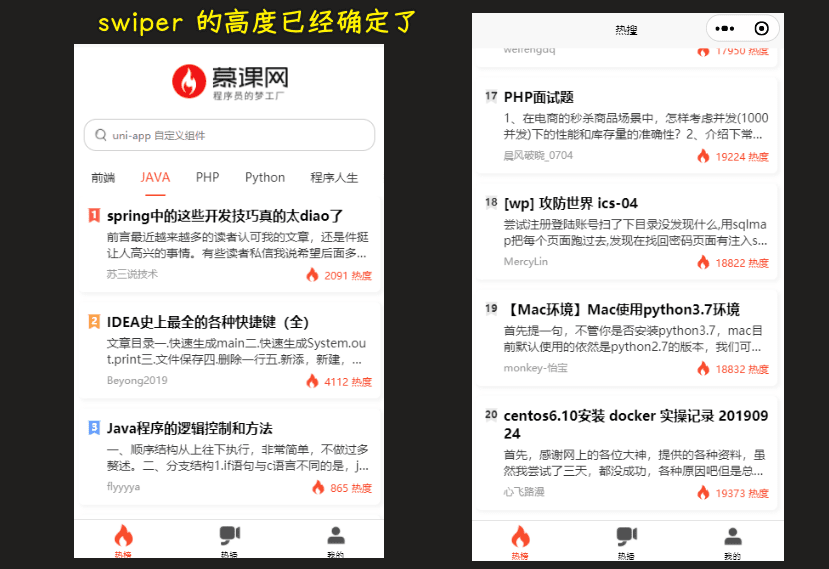 swiper 的高度已经确定了
慕课网
程序员的梦工厂
uni-app 自定义组件
前端 JAVA PHP Python 程序人生
1 spring中的这些开发技巧真的太diao了
前言最近越来越多的读者认可我的文章，还是件挺
让人高兴的事情。有些读者私信我说希望后面多...
苏三说技术 2091 热度
2 IDEA史上最全的各种快捷键（全）
文章目录一.快速生成main二.快速生成System.ou
t.print三.文件保存四.删除一行五.新添，新建，...
Beyong2019 4112 热度
3 Java程序的逻辑控制和方法
一、顺序结构从上往下执行，非常简单，不做过多
赘述。二、分支结构1.if语句与c语言不同的是，j...
flyyyya 865 热度
热榜 热搜 我的
热搜
weifengdq 17950 热度
17 PHP面试题
1、在电商的秒杀商品场景中，怎样考虑并发(1000
并发)下的性能和库存量的准确性？2、介绍下常...
晨风破晓_0704 19224 热度
18 [wp] 攻防世界 ics-04
尝试注册登陆账号扫了下目录没发现什么,用sqlma
p把每个页面跑过去,发现在找回密码页面有注入s...
MercyLin 18822 热度
19 【Mac环境】Mac使用python3.7环境
首先提一句，不管你是否安装python3.7，mac目
前默认使用的依然是python2.7的版本，我们可...
monkey-怡宝 18832 热度
20 centos6.10安装 docker 实操记录 201909
24
首先，感谢网上的各位大神，提供的各种资料，虽
然我尝试了三天，都没成功，各种原因吧但是总...
心飞路漫 19373 热度
热榜 热搜 我的